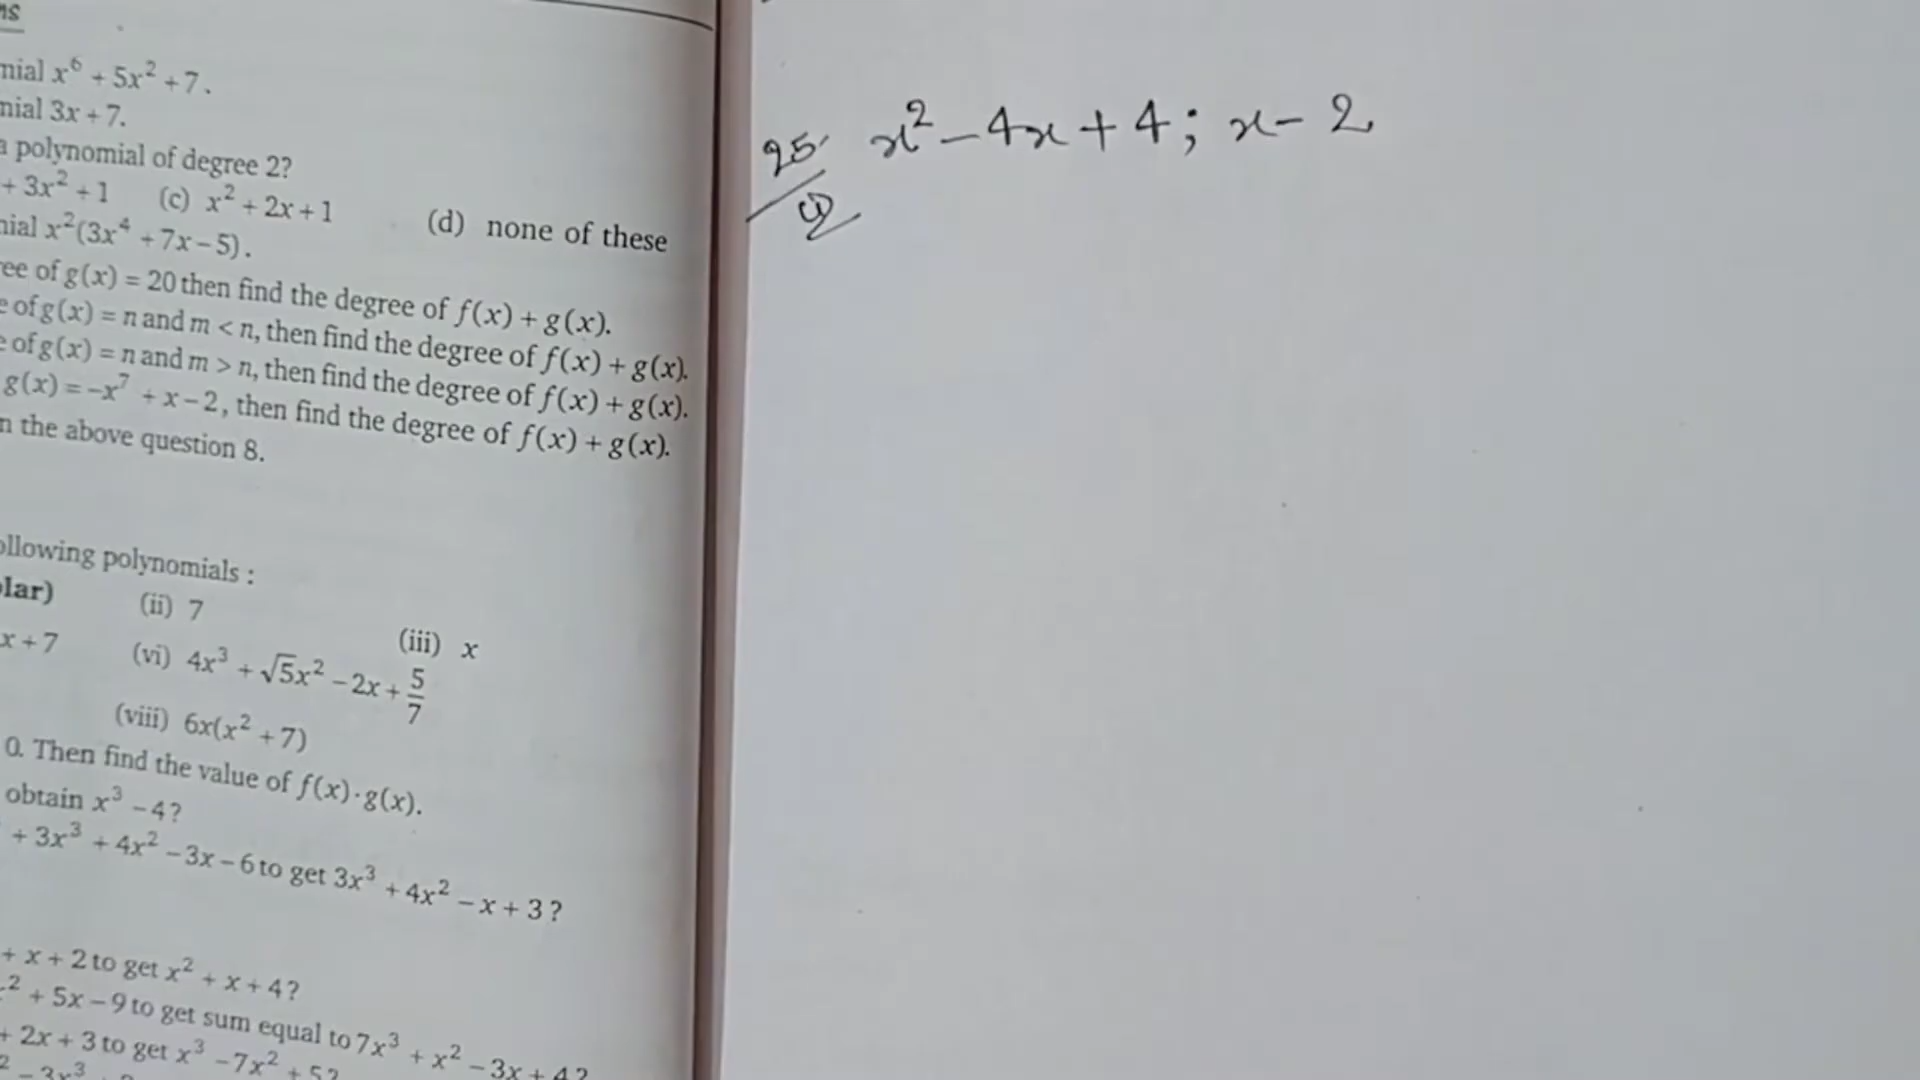 nial x⁶ + 5x² + 7.
nial 3x + 7.
a polynomial of degree 2?
+ 3x² + 1 (c) x² + 2x + 1 (d) none of these
nial x²(3x⁴ + 7x – 5).
ee of g(x) = 20 then find the degree of f(x) + g(x).
e of g(x) = n and m < n, then find the degree of f(x) + g(x).
e of g(x) = n and m > n, then find the degree of f(x) + g(x).
g(x) = –x⁷ + x – 2, then find the degree of f(x) + g(x).
n the above question 8.
ollowing polynomials :
lar) (ii) 7 (iii) x
x + 7 (vi) 4x³ + √5x² – 2x + 5/7
(viii) 6x(x² + 7)
0. Then find the value of f(x)·g(x).
obtain x³ – 4?
+ 3x³ + 4x² – 3x – 6 to get 3x³ + 4x² – x + 3?
+ x + 2 to get x² + x + 4?
² + 5x – 9 to get sum equal to 7x³ + x² – 3x + 4?
+ 2x + 3 to get x³ – 7x² + 5?
25. x² – 4x + 4; x – 2